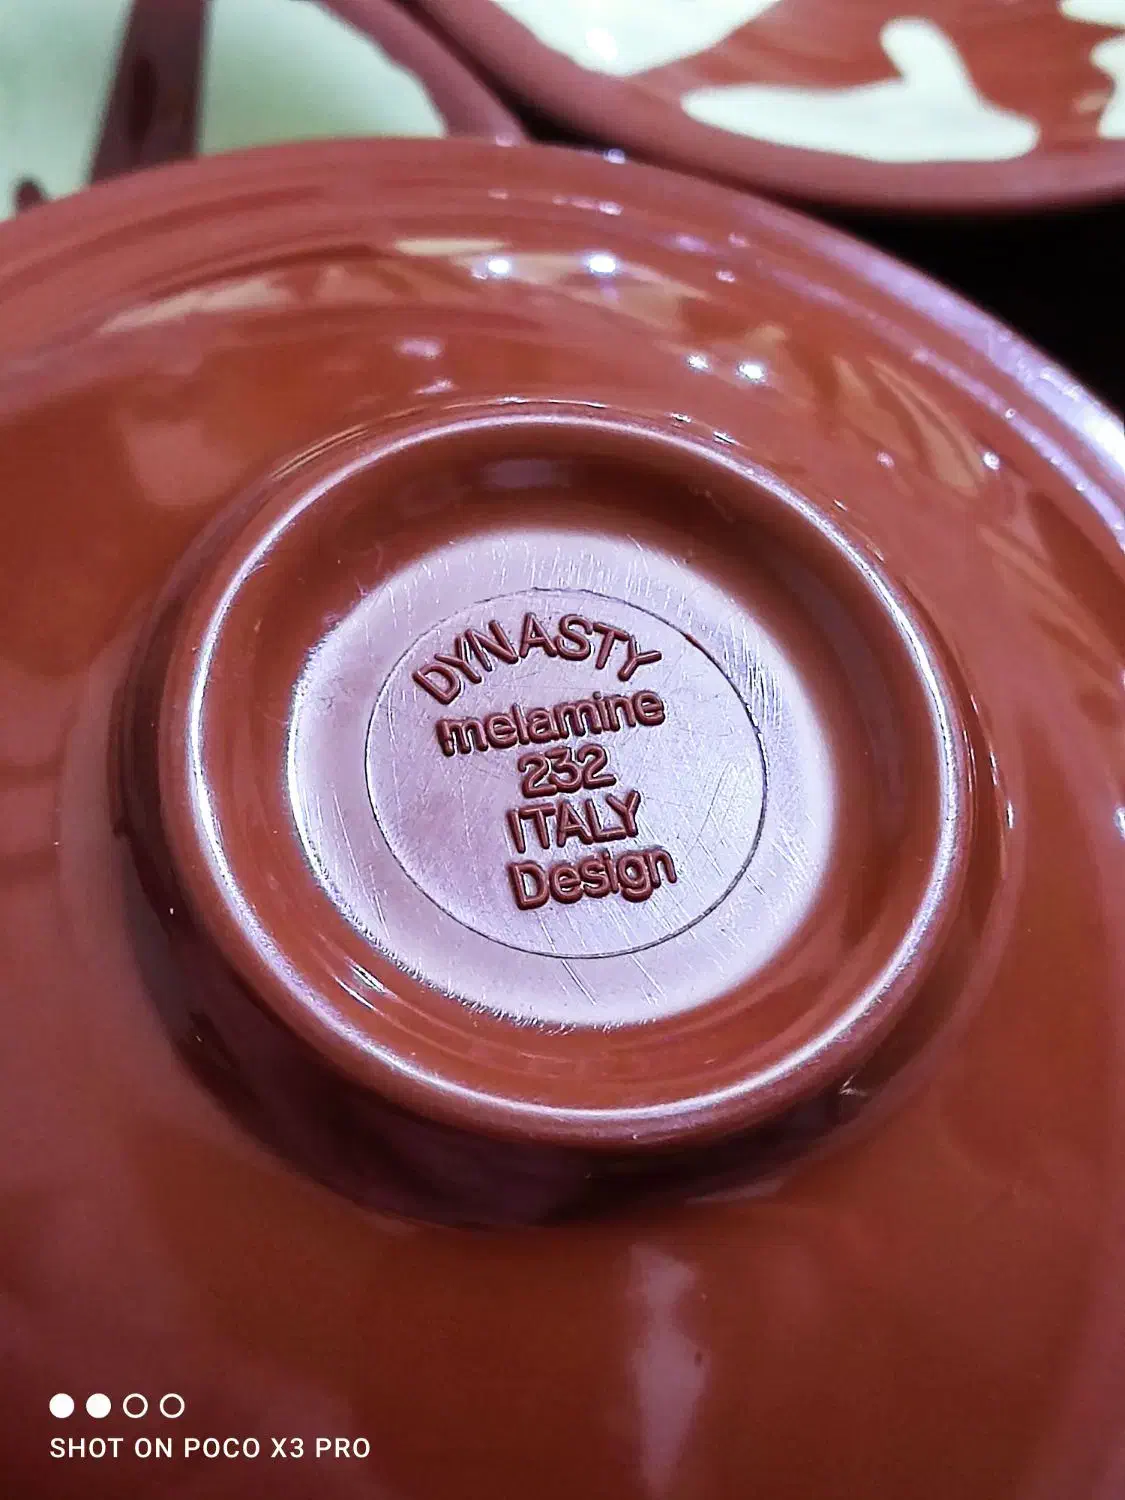 DYNASTY
melamine
232
ITALY
Design
SHOT ON POCO X3 PRO